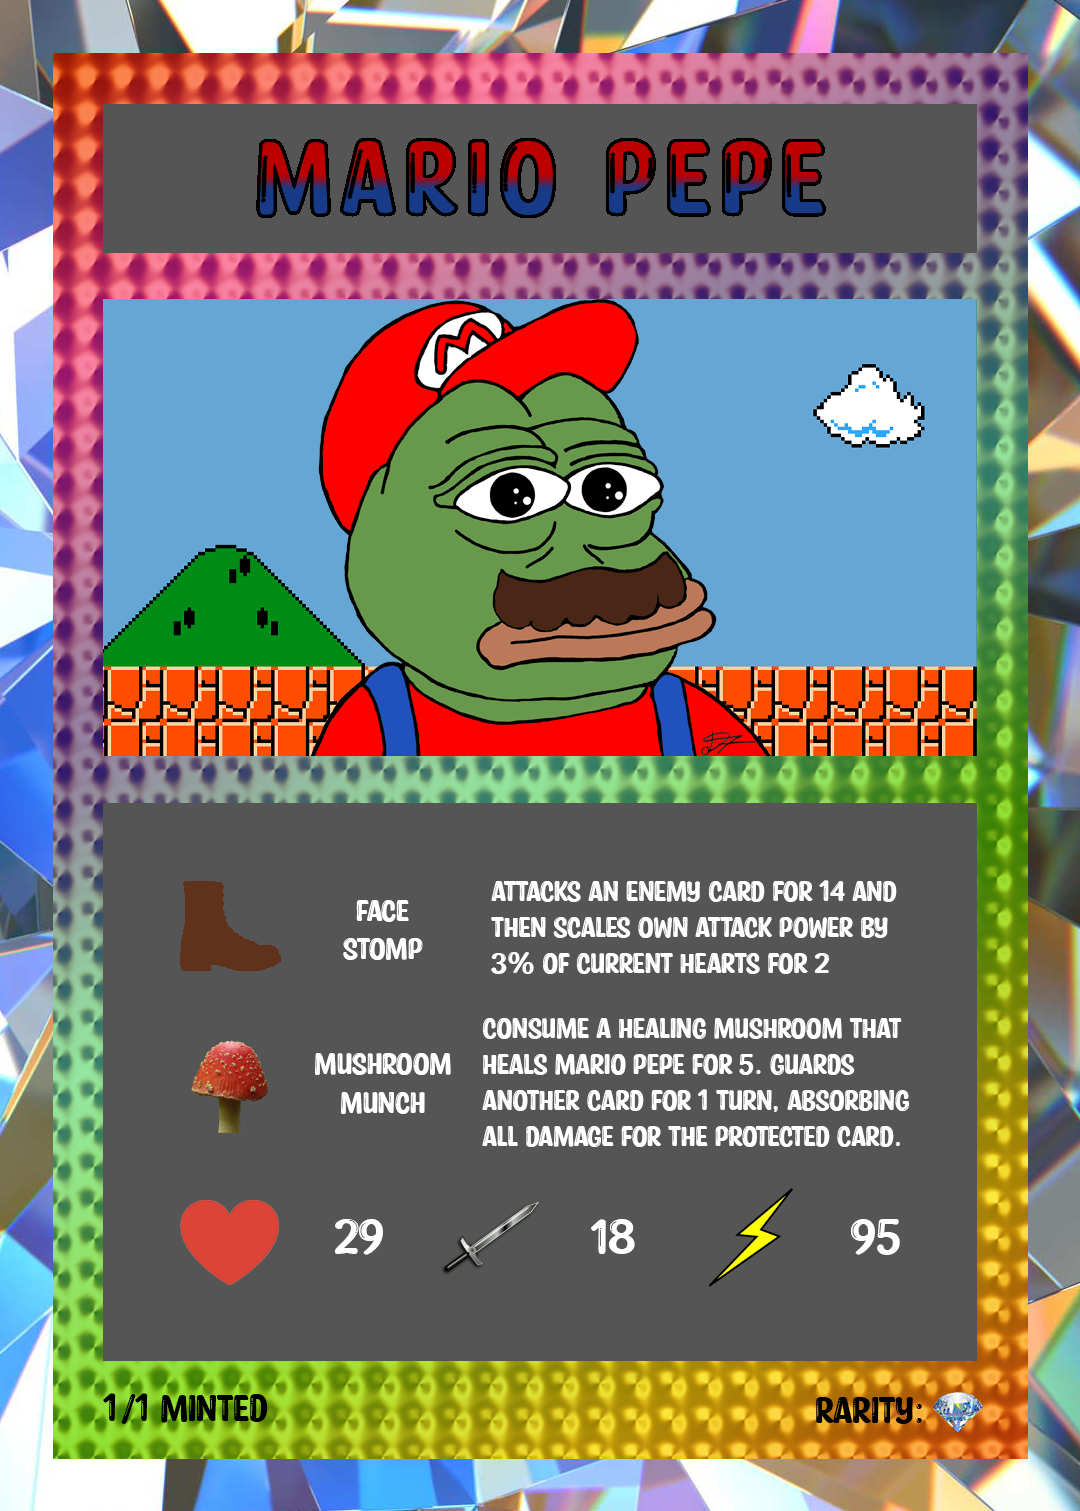 MARIO PEPE
M
FACE
STOMP
ATTACKS AN ENEMY CARD FOR 14 AND
THEN SCALES OWN ATTACK POWER BY
3% OF CURRENT HEARTS FOR 2
MUSHROOM
MUNCH
CONSUME A HEALING MUSHROOM THAT
HEALS MARIO PEPE FOR 5. GUARDS
ANOTHER CARD FOR 1 TURN, ABSORBING
ALL DAMAGE FOR THE PROTECTED CARD.
29 18 95
1/1 MINTED
RARITY: